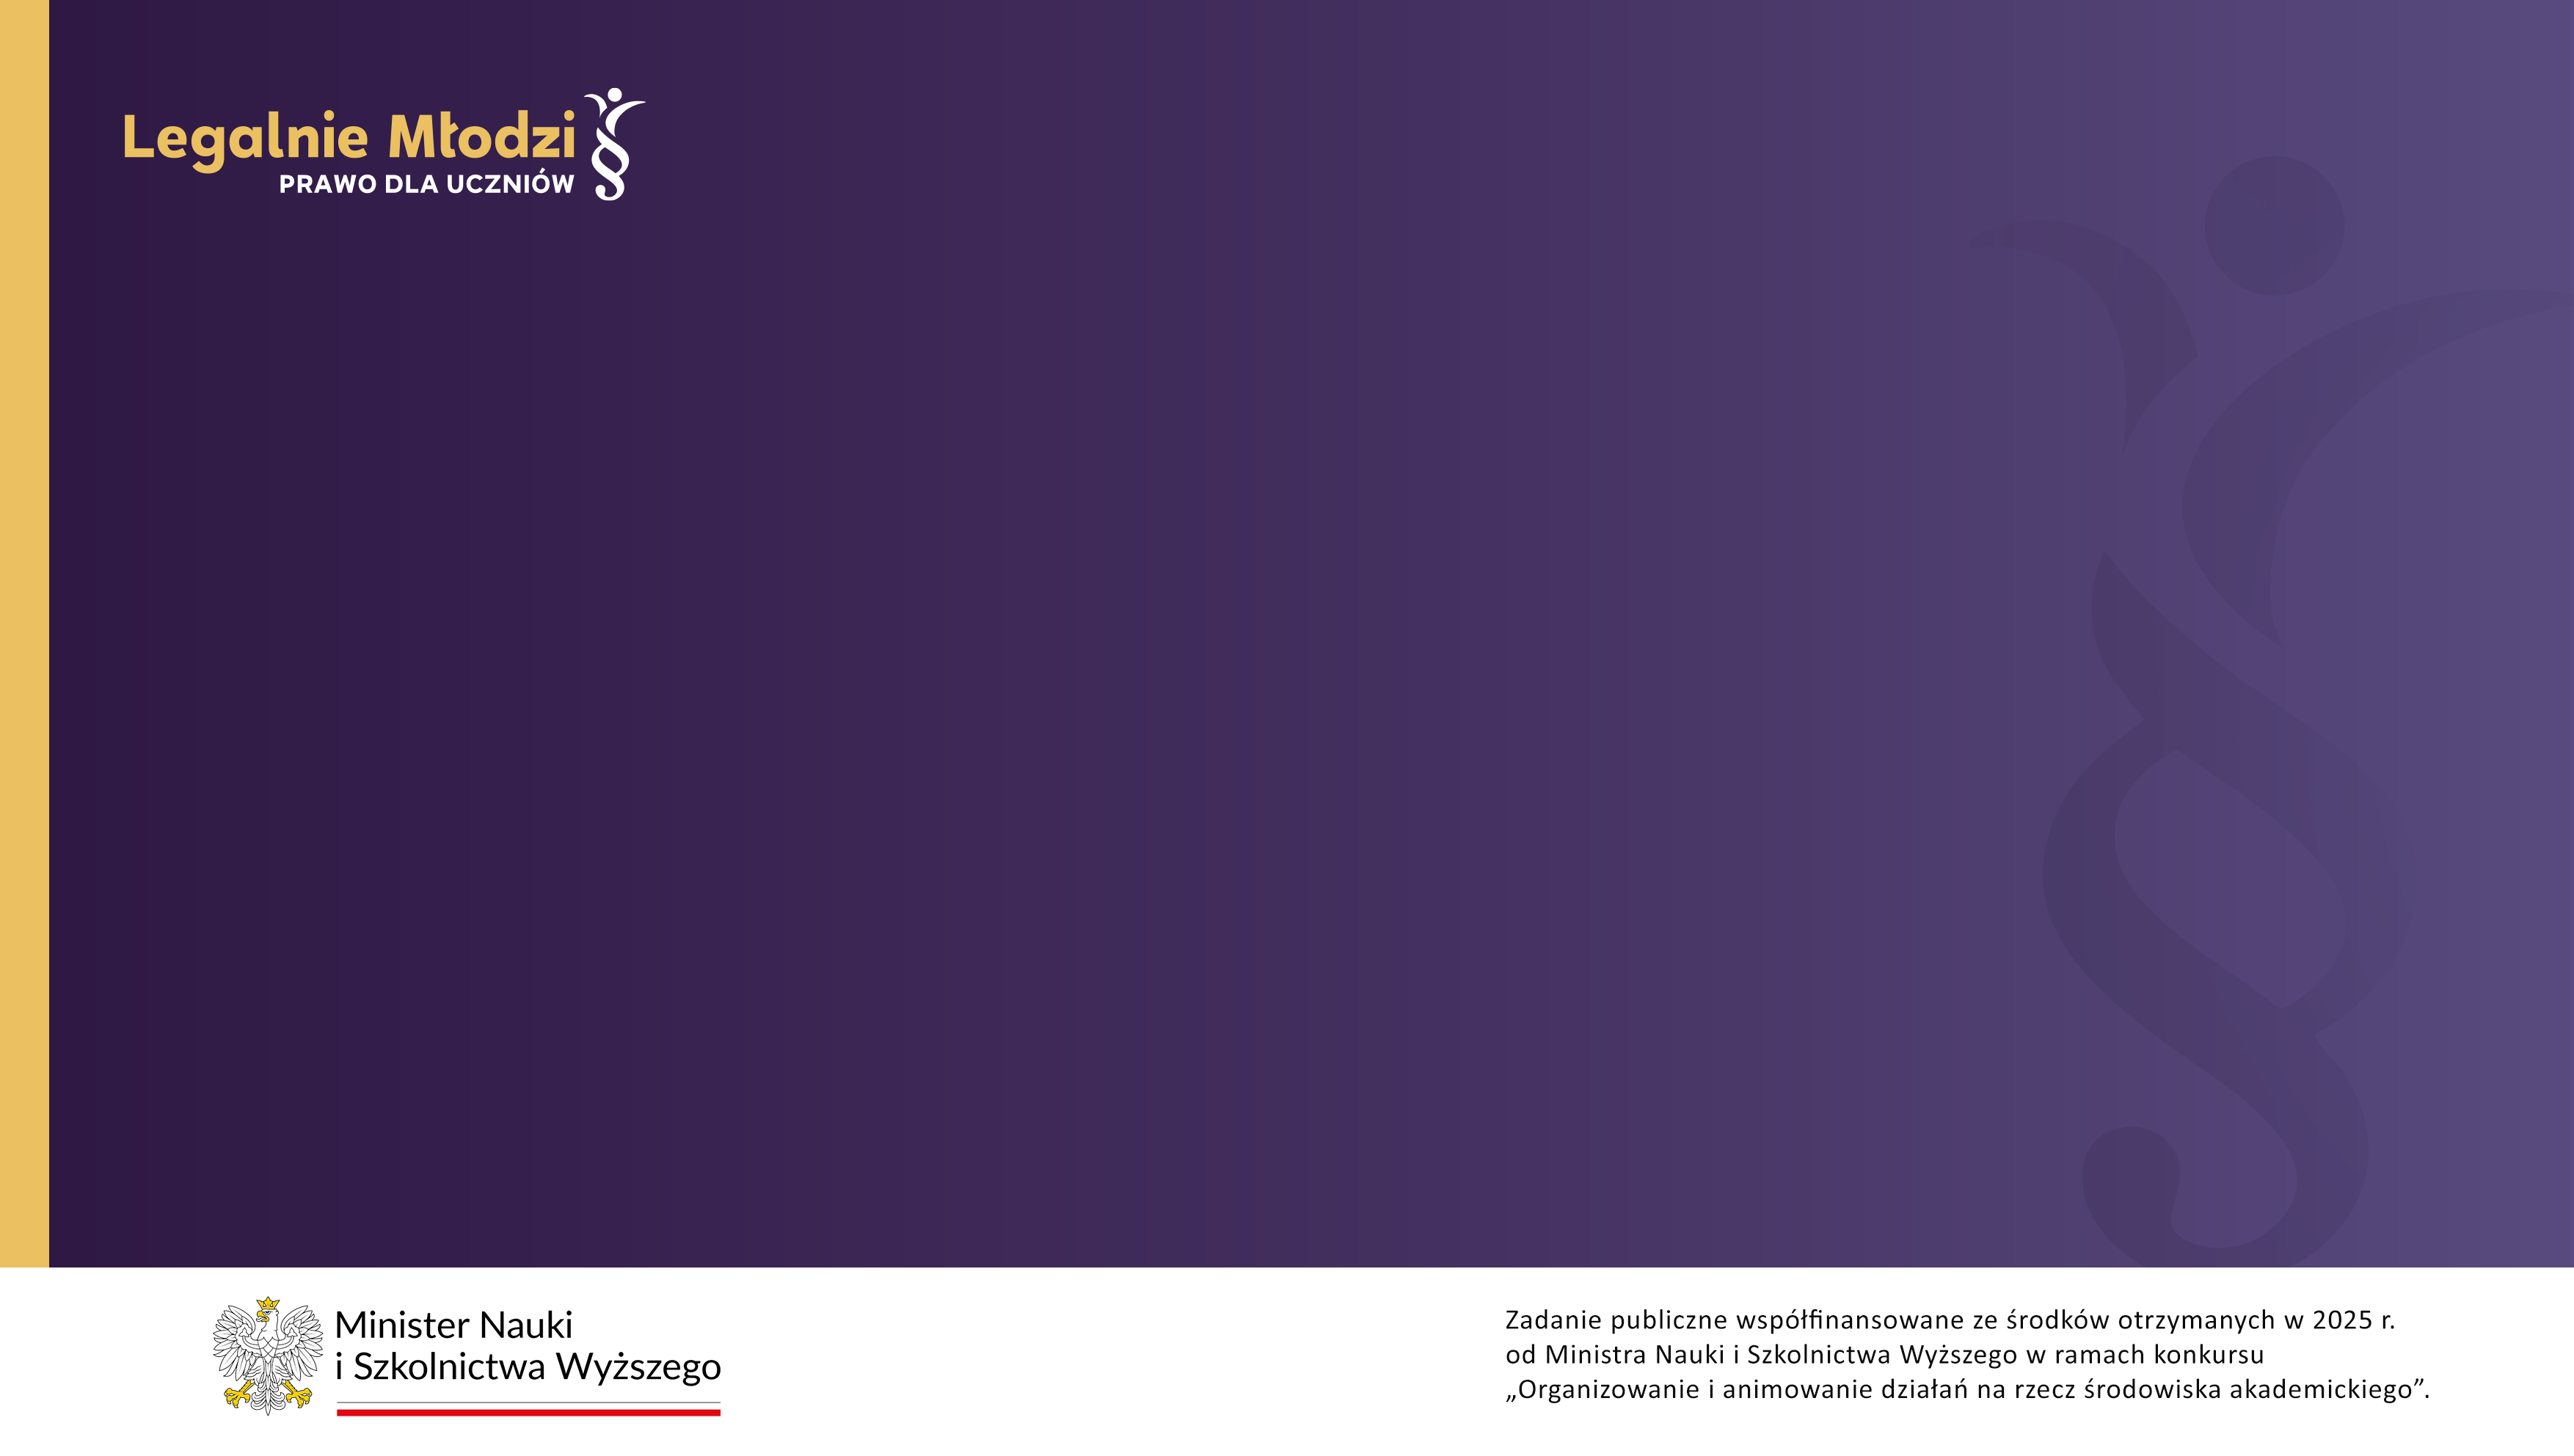 Legalnie Młodzi
PRAWO DLA UCZNIÓW
Minister Nauki
i Szkolnictwa Wyższego
Zadanie publiczne współfinansowane ze środków otrzymanych w 2025 r.
od Ministra Nauki i Szkolnictwa Wyższego w ramach konkursu
„Organizowanie i animowanie działań na rzecz środowiska akademickiego”.